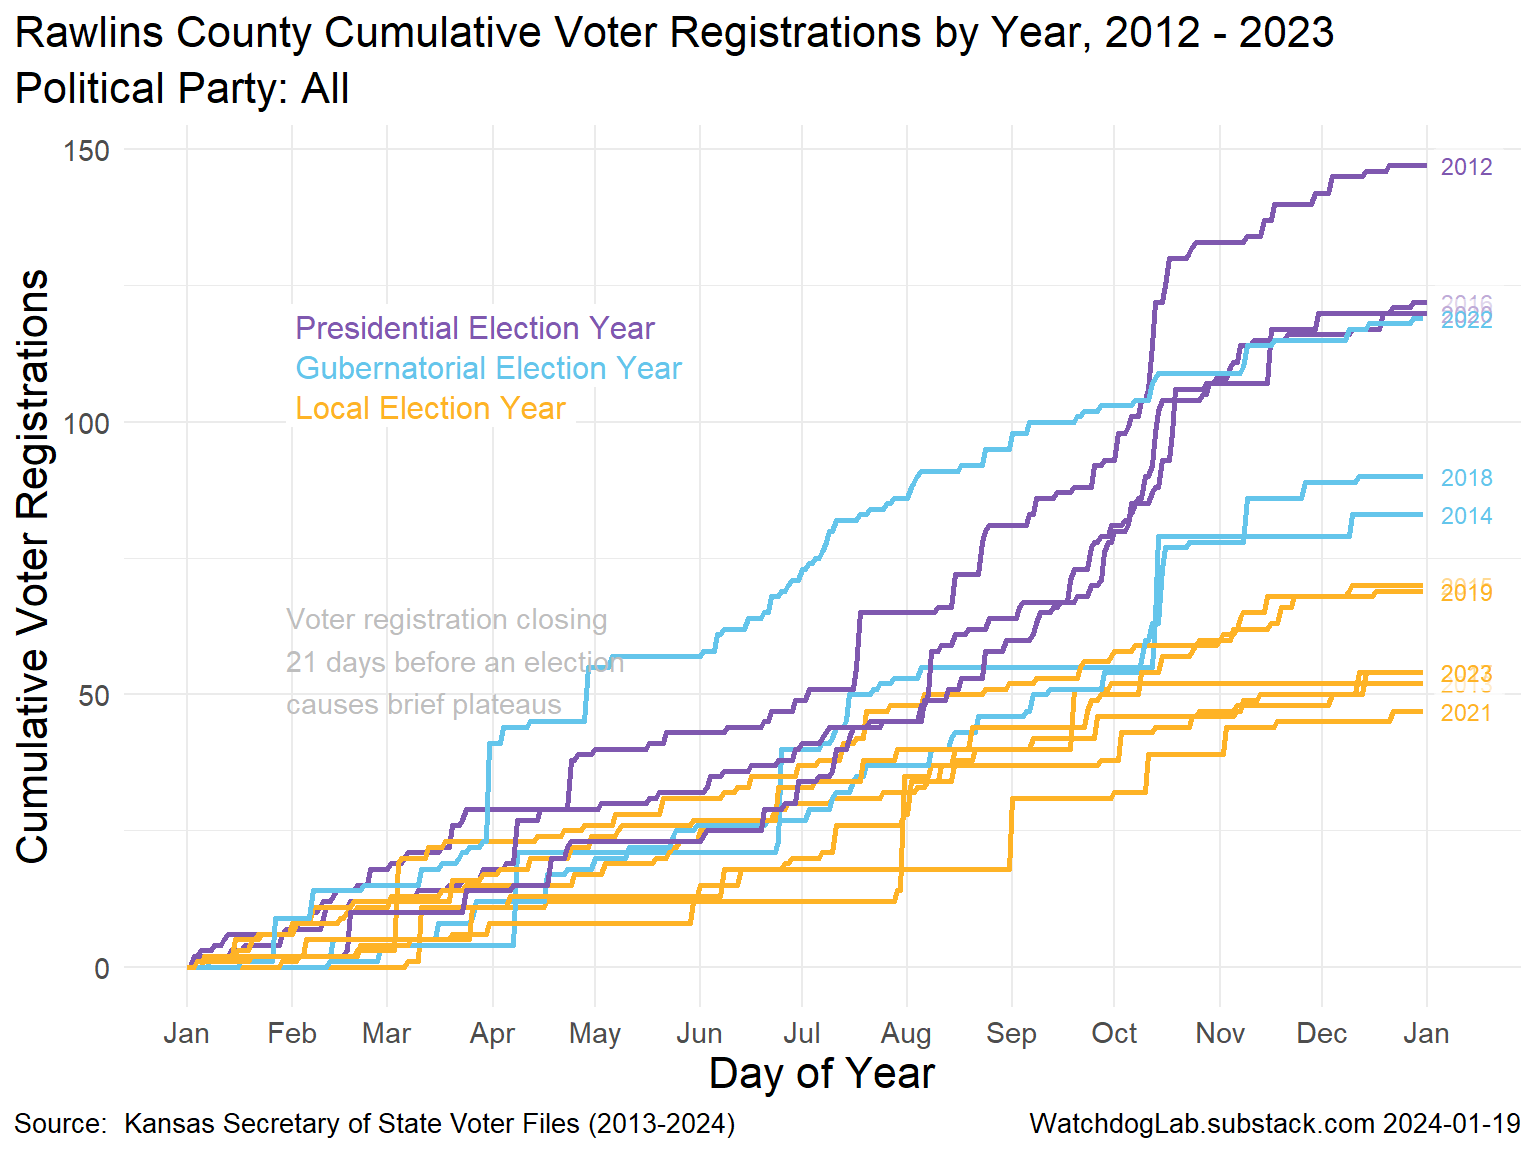 Rawlins County Cumulative Voter Registrations by Year, 2012 - 2023
Political Party: All
Cumulative Voter Registrations
150
100
50
0
Presidential Election Year
Gubernatorial Election Year
Local Election Year
Voter registration closing
21 days before an election
causes brief plateaus
2012
2016
2020
2022
2018
2014
2015
2019
2023
2013
2021
Jan Feb Mar Apr May Jun Jul Aug Sep Oct Nov Dec Jan
Day of Year
Source:  Kansas Secretary of State Voter Files (2013-2024)
WatchdogLab.substack.com 2024-01-19